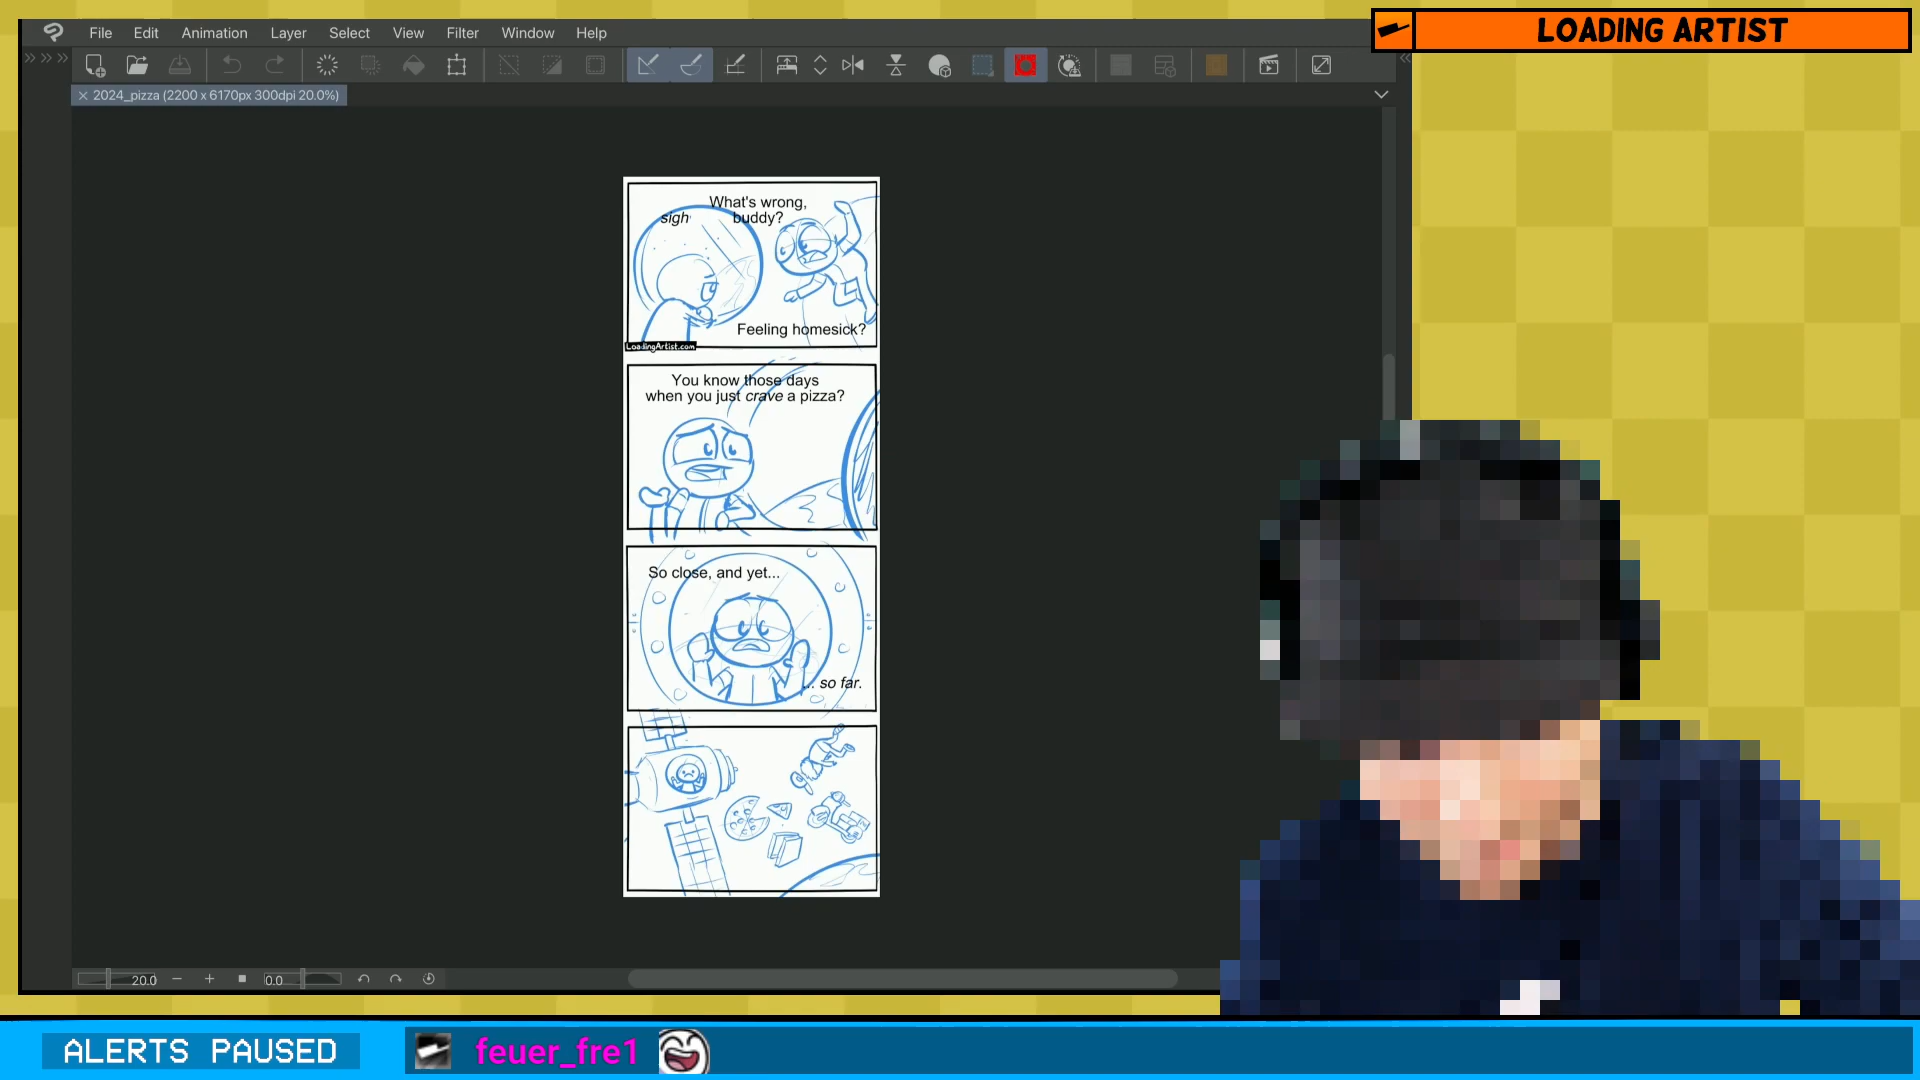 File Edit Animation Layer Select View Filter Window Help
LOADING ARTIST
2024_pizza (2200 x 6170px 300dpi 20.0%)
What's wrong,
buddy?
sigh
Feeling homesick?
LoadingArtist.com
You know those days
when you just crave a pizza?
So close, and yet...
... so far.
20.0
0.0
ALERTS PAUSED
feuer_fre1